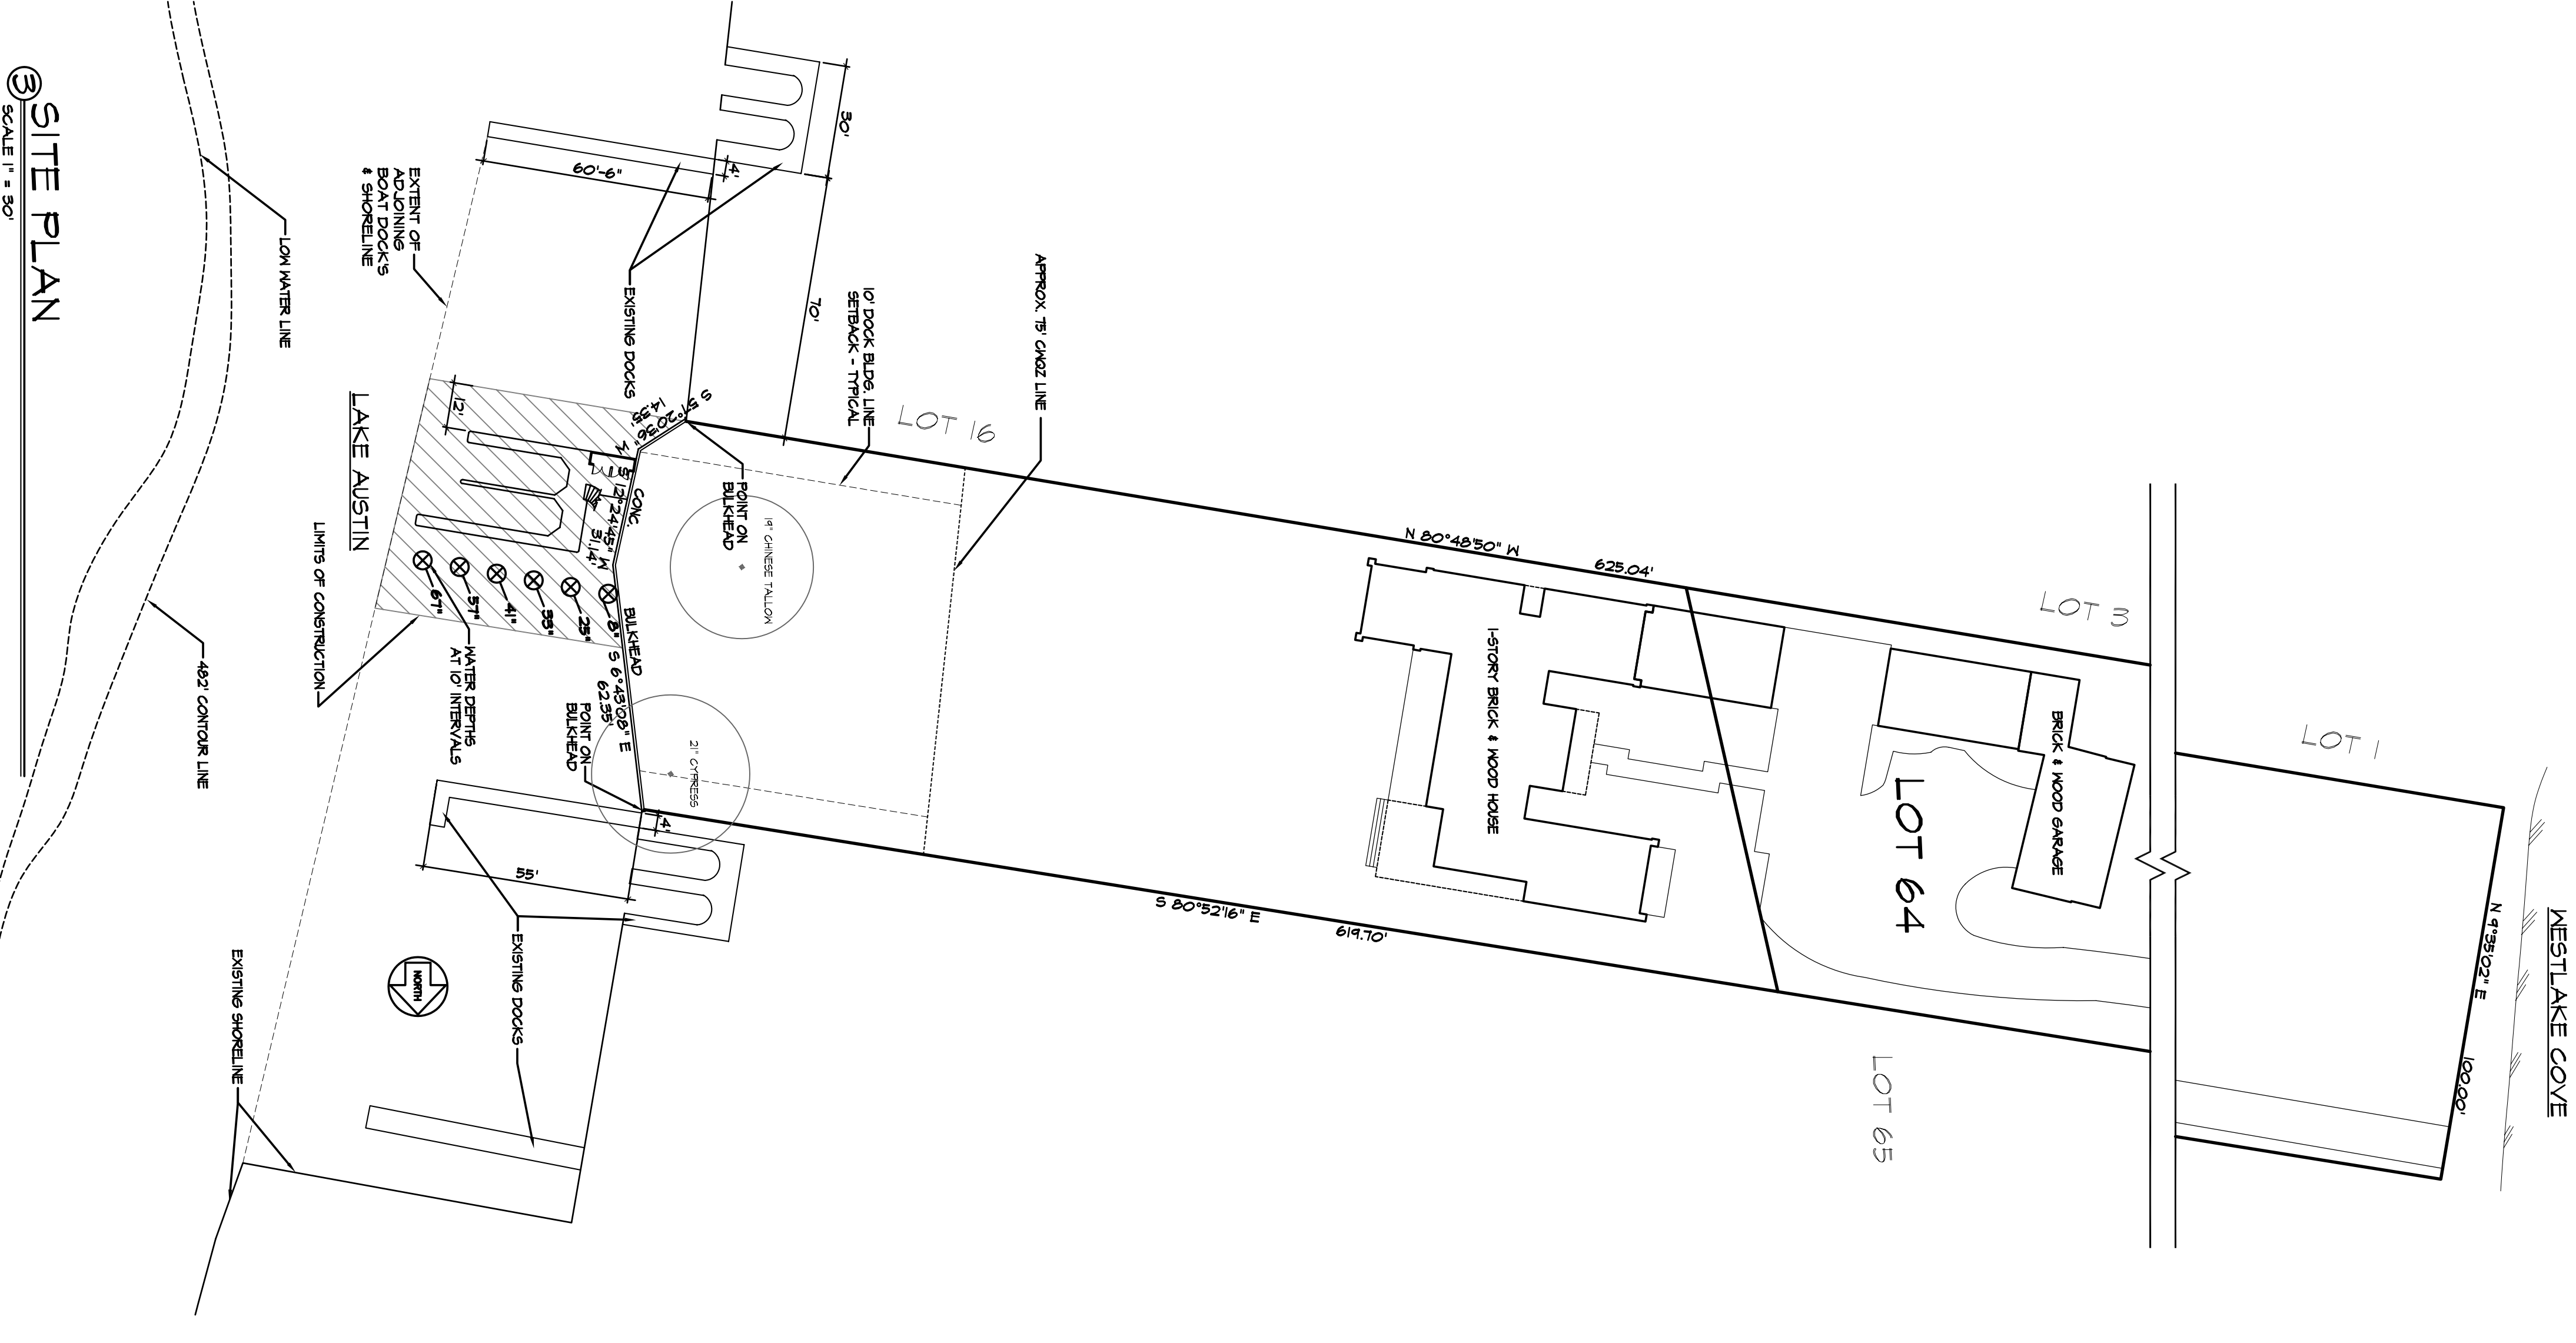 3
SITE PLAN
SCALE 1" = 30'
LOW WATER LINE
482' CONTOUR LINE
EXISTING SHORELINE
EXTENT OF
ADJOINING
BOAT DOCK'S
& SHORELINE
LAKE AUSTIN
LIMITS OF CONSTRUCTION
60'-6"
4'
30'
70'
EXISTING DOCKS
12'
S 57°20'36" W
14.35'
S 12°24'45" W
31.14'
CONC.
BULKHEAD
S 6°43'08" E
62.35'
67"
57"
41"
33"
25"
8"
WATER DEPTHS
AT 10' INTERVALS
POINT ON
BULKHEAD
POINT ON
BULKHEAD
4'
55'
EXISTING DOCKS
NORTH
19" CHINESE TALLOW
21" CYPRESS
10' DOCK BLDG. LINE
SETBACK - TYPICAL
APPROX. 75' CWQZ LINE
LOT 16
N 80°48'50" W
625.04'
S 80°52'16" E
619.70'
1-STORY BRICK & WOOD HOUSE
BRICK & WOOD GARAGE
LOT 64
LOT 3
LOT 65
LOT 1
N 9°35'02" E
100.00'
WESTLAKE COVE